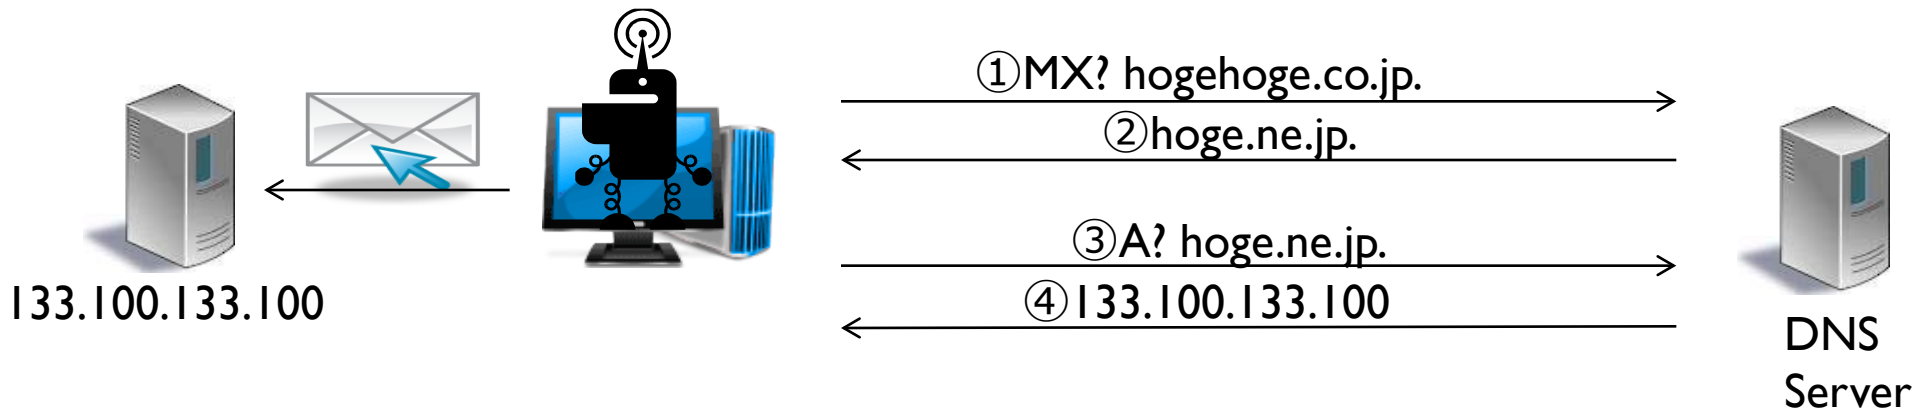 ①MX? hogehoge.co.jp.
②hoge.ne.jp.
③A? hoge.ne.jp.
④133.100.133.100
133.100.133.100
DNS
Server